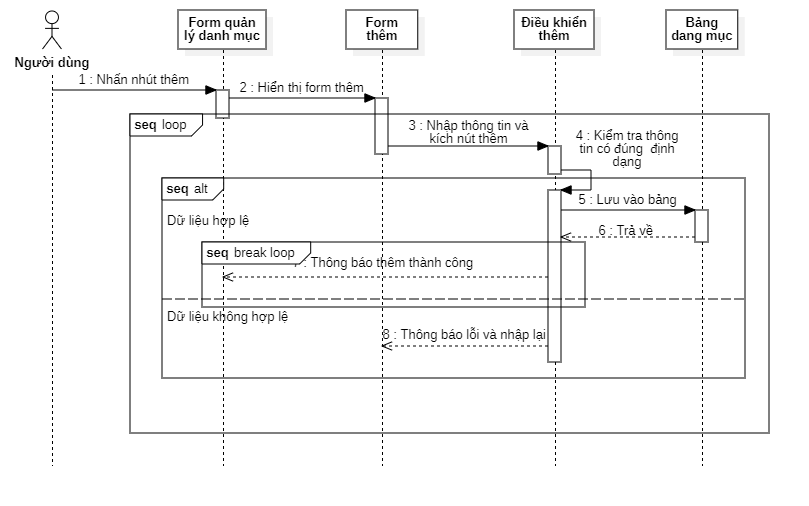 Người dùng
Form quản
lý danh mục
Form
thêm
Điều khiển
thêm
Bảng
dang mục
1 : Nhấn nhút thêm
2 : Hiển thị form thêm
seq loop
3 : Nhập thông tin và
kích nút thêm
4 : Kiểm tra thông
tin có đúng định
dạng
seq alt
5 : Lưu vào bảng
Dữ liệu hợp lệ
6 : Trả về
seq break loop
: Thông báo thêm thành công
Dữ liệu không hợp lệ
8 : Thông báo lỗi và nhập lại